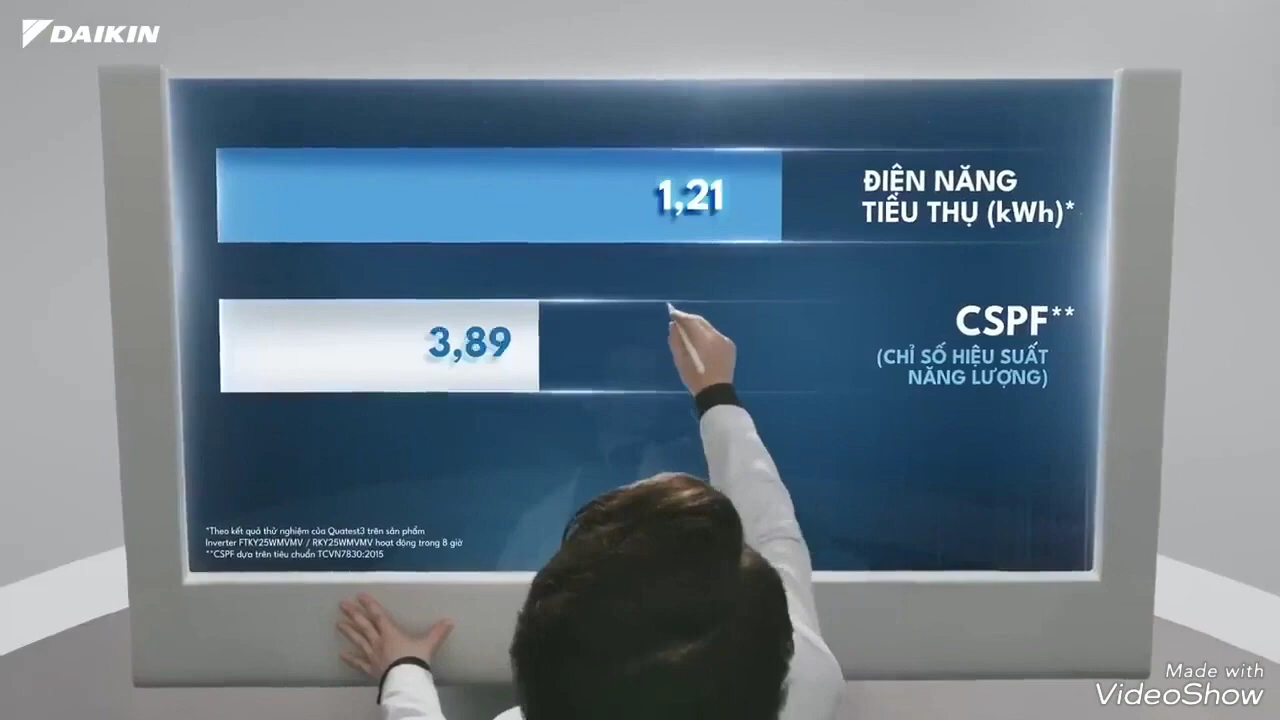 DAIKIN
1,21
ĐIỆN NĂNG
TIÊU THỤ (kWh)*
3,89
CSPF**
(CHỈ SỐ HIỆU SUẤT
NĂNG LƯỢNG)
*Theo kết quả thử nghiệm của Quatest3 trên sản phẩm
Inverter FTKY25WMVMV / RKY25WMVMV hoạt động trong 8 giờ
**CSPF dựa trên tiêu chuẩn TCVN7830:2015
Made with
VideoShow